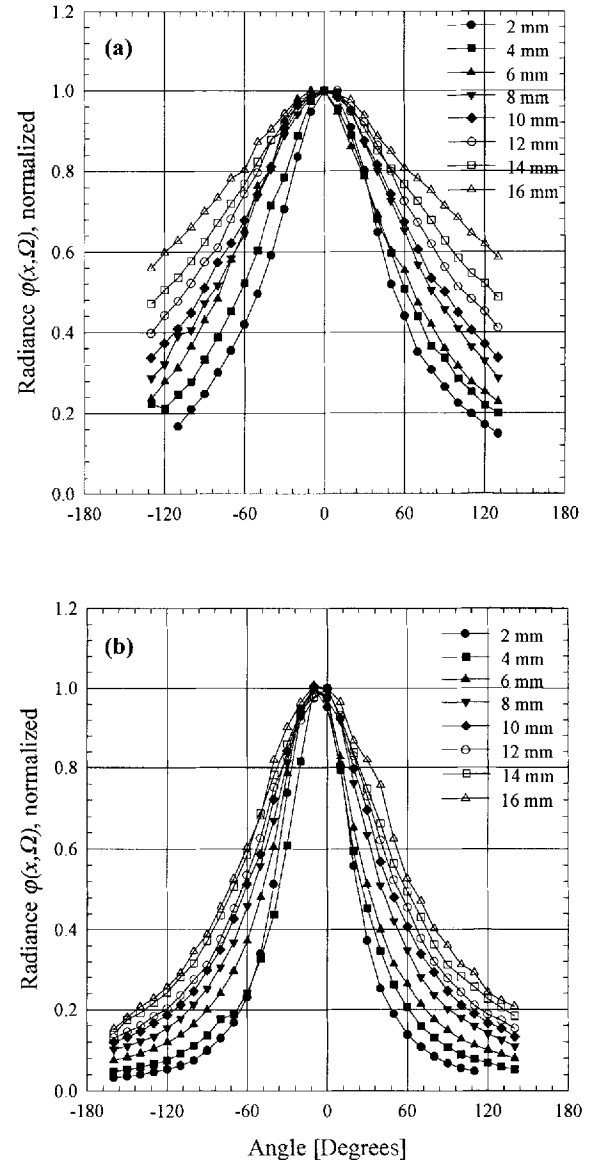 1.2
(a)
2 mm
4 mm
6 mm
8 mm
10 mm
12 mm
14 mm
16 mm
1.0
0.8
0.6
0.4
0.2
0.0
Radiance φ(x,Ω), normalized
-180 -120 -60 0 60 120 180
1.2
(b)
2 mm
4 mm
6 mm
8 mm
10 mm
12 mm
14 mm
16 mm
1.0
0.8
0.6
0.4
0.2
0.0
Radiance φ(x,Ω), normalized
-180 -120 -60 0 60 120 180
Angle [Degrees]